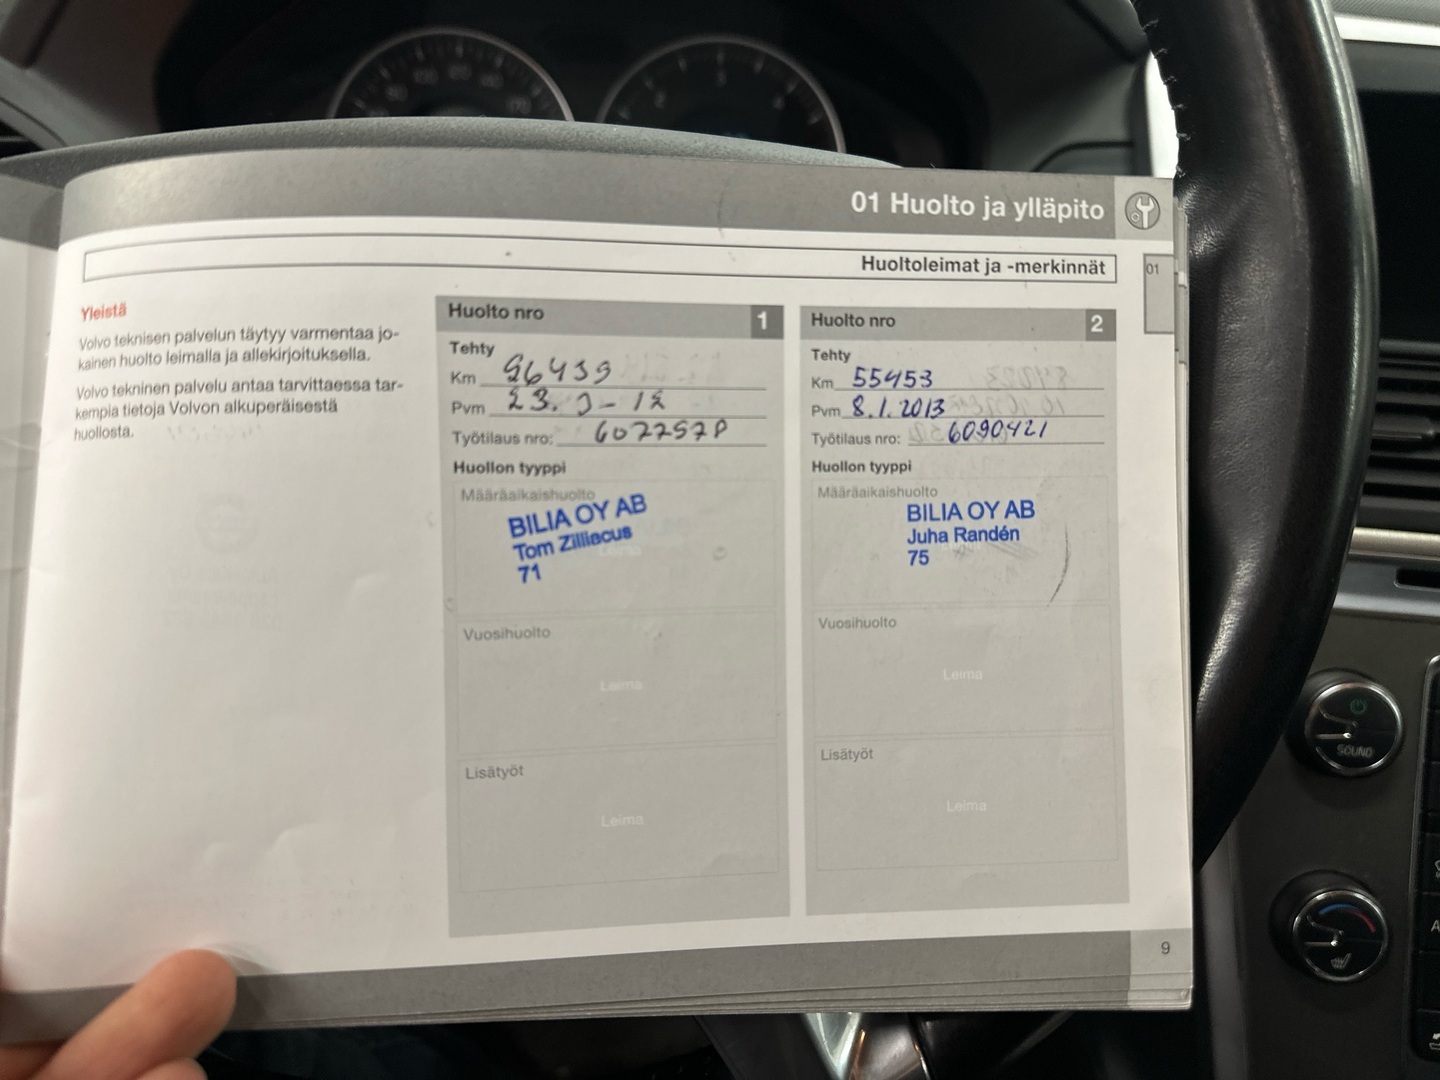 01 Huolto ja ylläpito
Huoltoleimat ja -merkinnät
01
Yleistä
Volvo teknisen palvelun täytyy varmentaa jo-
kainen huolto leimalla ja allekirjoituksella.
Volvo tekninen palvelu antaa tarvittaessa tar-
kempia tietoja Volvon alkuperäisestä
huollosta.
Huolto nro 1
Tehty
Km
Pvm
Työtilaus nro:
Huollon tyyppi
Määräaikaishuolto
BILIA OY AB
Tom Zilliacus
71
Vuosihuolto
Leima
Lisätyöt
Leima
Huolto nro 2
Tehty
Km 55453
Pvm 8.1.2013
Työtilaus nro: 6090421
Huollon tyyppi
Määräaikaishuolto
BILIA OY AB
Juha Randén
75
Vuosihuolto
Leima
Lisätyöt
Leima
9
SOUND